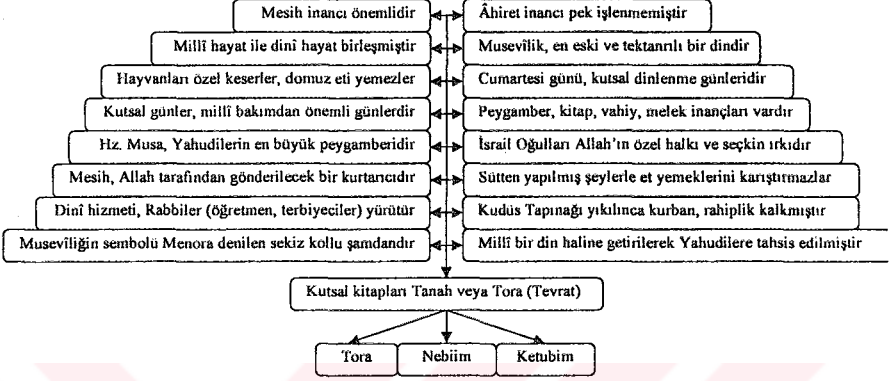 Mesih inancı önemlidir
Âhiret inancı pek işlenmemiştir
Millî hayat ile dinî hayat birleşmiştir
Musevîlik, en eski ve tektanrılı bir dindir
Hayvanları özel keserler, domuz eti yemezler
Cumartesi günü, kutsal dinlenme günleridir
Kutsal günler, millî bakımdan önemli günlerdir
Peygamber, kitap, vahiy, melek inançları vardır
Hz. Musa, Yahudilerin en büyük peygamberidir
İsrail Oğulları Allah'ın özel halkı ve seçkin ırkıdır
Mesih, Allah tarafından gönderilecek bir kurtarıcıdır
Sütten yapılmış şeylerle et yemeklerini karıştırmazlar
Dinî hizmeti, Rabbiler (öğretmen, terbiyeciler) yürütür
Kudüs Tapınağı yıkılınca kurban, rahiplik kalkmıştır
Musevîliğin sembolü Menora denilen sekiz kollu şamdandır
Millî bir din haline getirilerek Yahudilere tahsis edilmiştir
Kutsal kitapları Tanah veya Tora (Tevrat)
Tora
Nebiim
Ketubim